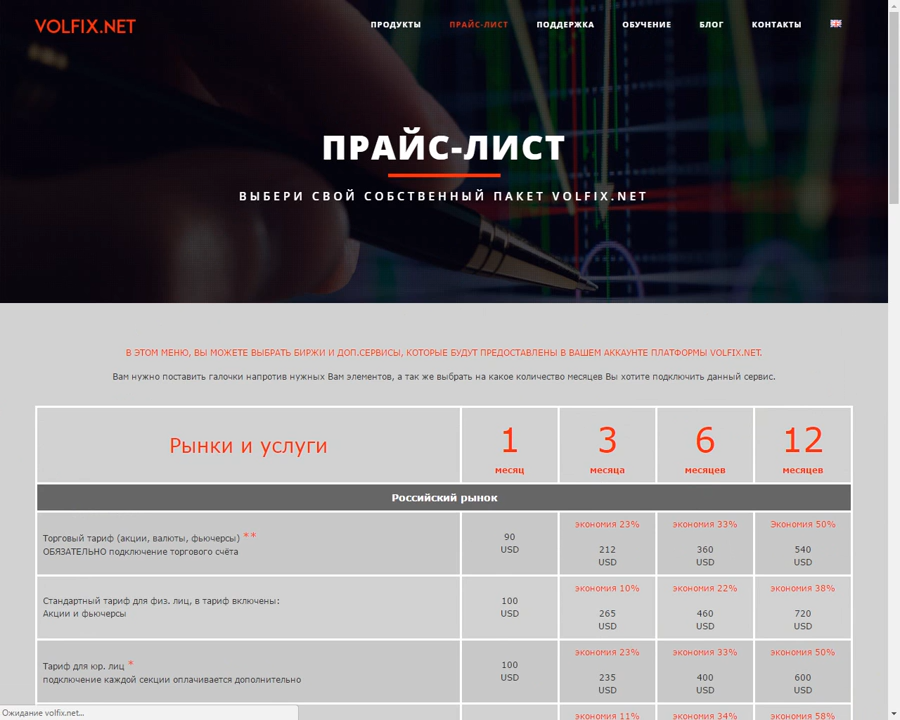 VOLFIX.NET
ПРОДУКТЫ ПРАЙС-ЛИСТ ПОДДЕРЖКА ОБУЧЕНИЕ БЛОГ КОНТАКТЫ
ПРАЙС-ЛИСТ
ВЫБЕРИ СВОЙ СОБСТВЕННЫЙ ПАКЕТ VOLFIX.NET
В ЭТОМ МЕНЮ, ВЫ МОЖЕТЕ ВЫБРАТЬ БИРЖИ И ДОП.СЕРВИСЫ, КОТОРЫЕ БУДУТ ПРЕДОСТАВЛЕНЫ В ВАШЕМ АККАУНТЕ ПЛАТФОРМЫ VOLFIX.NET.
Вам нужно поставить галочки напротив нужных Вам элементов, а так же выбрать на какое количество месяцев Вы хотите подключить данный сервис.
Рынки и услуги
1 3 6 12
месяц месяца месяцев месяцев
Российский рынок
экономия 23% экономия 33% Экономия 50%
Торговый тариф (акции, валюты, фьючерсы) **
ОБЯЗАТЕЛЬНО подключение торгового счёта
90
USD
212 360 540
USD USD USD
экономия 10% экономия 22% экономия 38%
Стандартный тариф для физ. лиц, в тариф включены:
Акции и фьючерсы
100
USD
265 460 720
USD USD USD
экономия 23% экономия 33% экономия 50%
Тариф для юр. лиц *
подключение каждой секции оплачивается дополнительно
100
USD
235 400 600
USD USD USD
экономия 11% экономия 34% экономия 58%
Ожидание volfix.net...